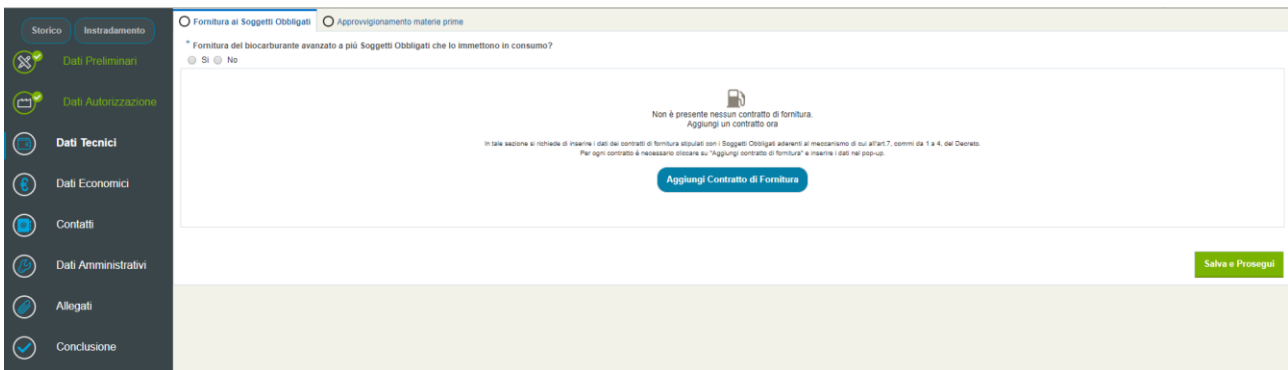 Storico
Instradamento
Dati Preliminari
Dati Autorizzazione
Dati Tecnici
Dati Economici
Contatti
Dati Amministrativi
Allegati
Conclusione
Fornitura ai Soggetti Obbligati
Approvvigionamento materie prime
* Fornitura del biocarburante avanzato a più Soggetti Obbligati che lo immettono in consumo?
Si No
Non è presente nessun contratto di fornitura.
Aggiungi un contratto ora
In tale sezione si richiede di inserire i dati dei contratti di fornitura stipulati con i Soggetti Obbligati aderenti al meccanismo di cui all'art.7, commi da 1 a 4, del Decreto.
Per ogni contratto è necessario cliccare su "Aggiungi contratto di fornitura" e inserire i dati nel pop-up.
Aggiungi Contratto di Fornitura
Salva e Prosegui